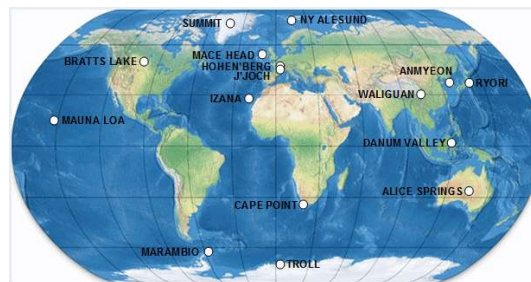 SUMMIT
NY ALESUND
MACE HEAD
BRATTS LAKE
HOHEN'BERG
J'JOCH
ANMYEON
RYORI
IZANA
WALIGUAN
MAUNA LOA
DANUM VALLEY
ALICE SPRINGS
CAPE POINT
MARAMBIO
TROLL